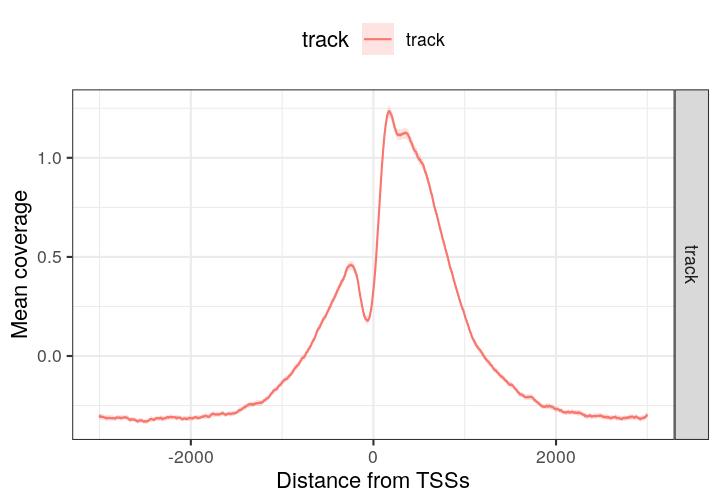 track track
track
Mean coverage
1.0
0.5
0.0
-2000 0 2000
Distance from TSSs